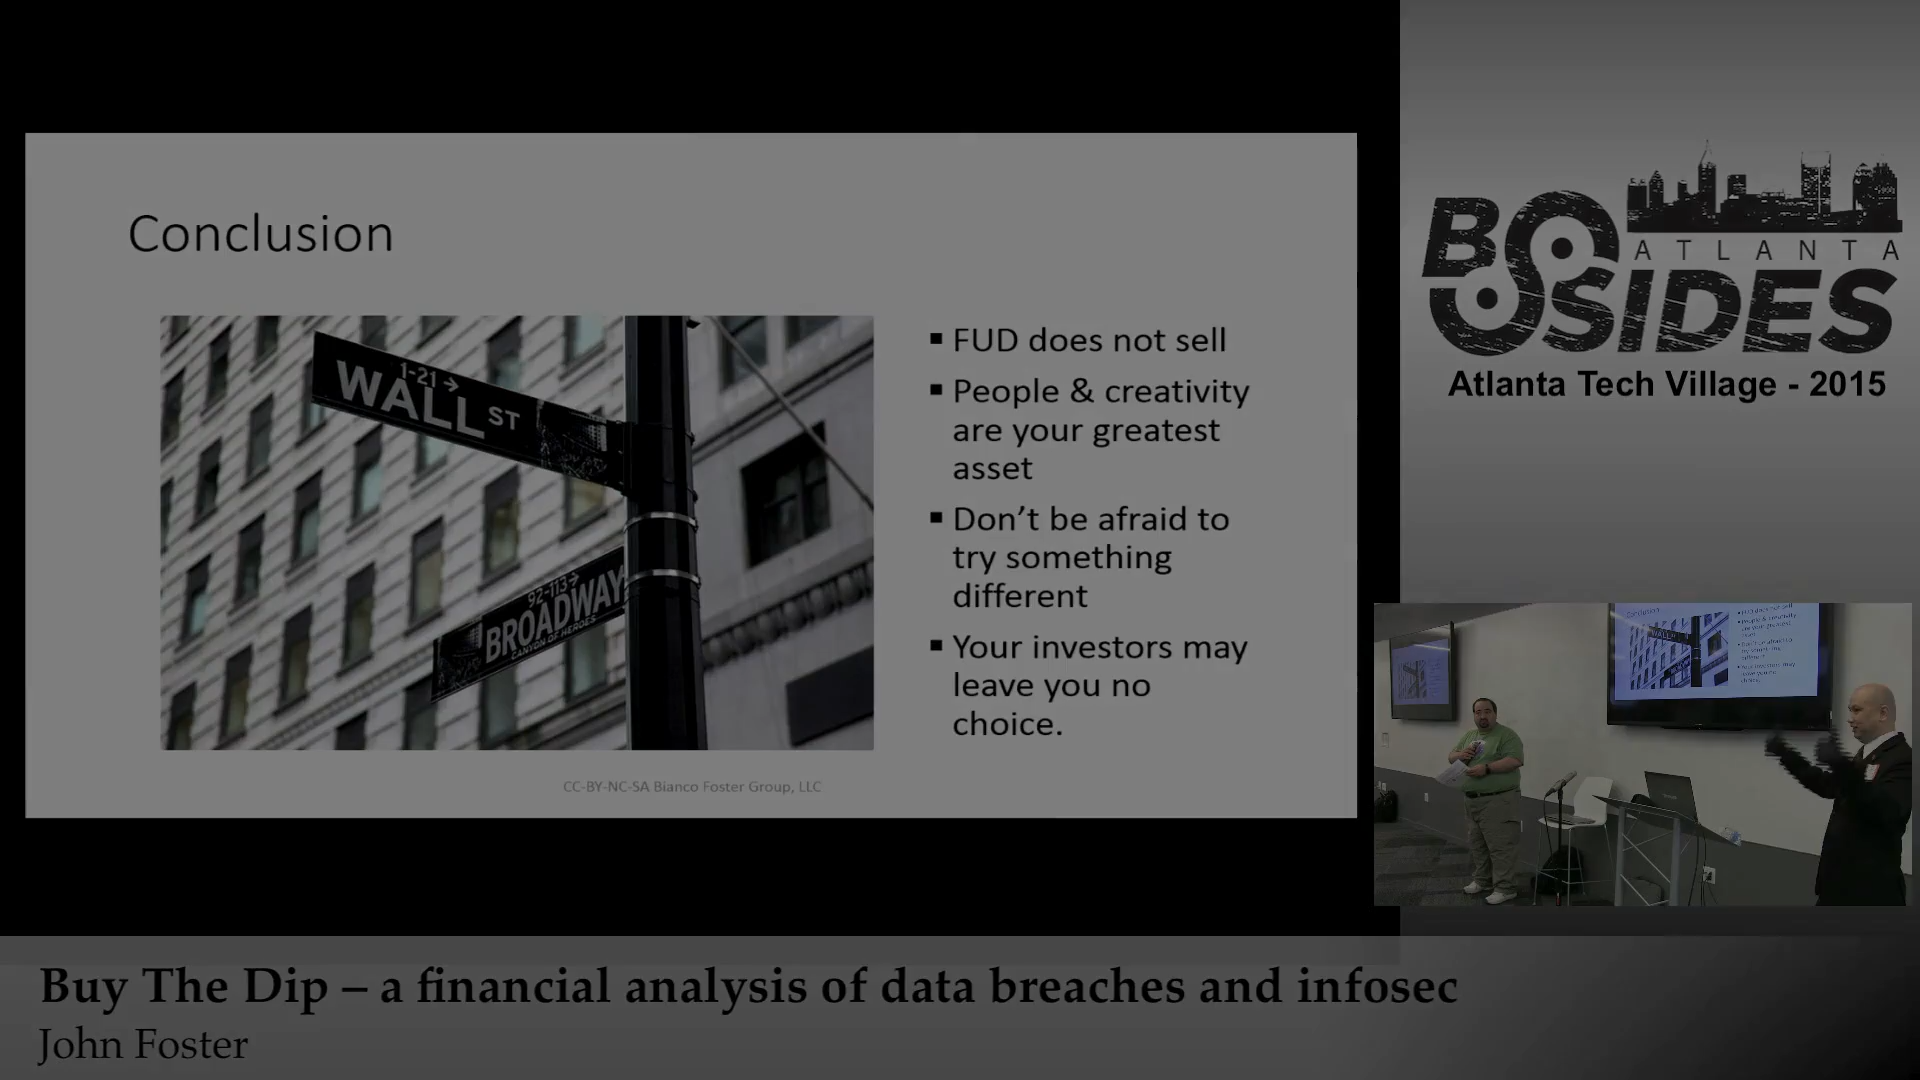 Conclusion
1-21 →
WALL ST
92-113 →
BROADWAY
CANYON OF HEROES
▪ FUD does not sell
▪ People & creativity
are your greatest
asset
▪ Don’t be afraid to
try something
different
▪ Your investors may
leave you no
choice.
CC-BY-NC-SA Bianco Foster Group, LLC
B SIDES
ATLANTA
Atlanta Tech Village - 2015
Conclusion
Buy The Dip – a financial analysis of data breaches and infosec
John Foster